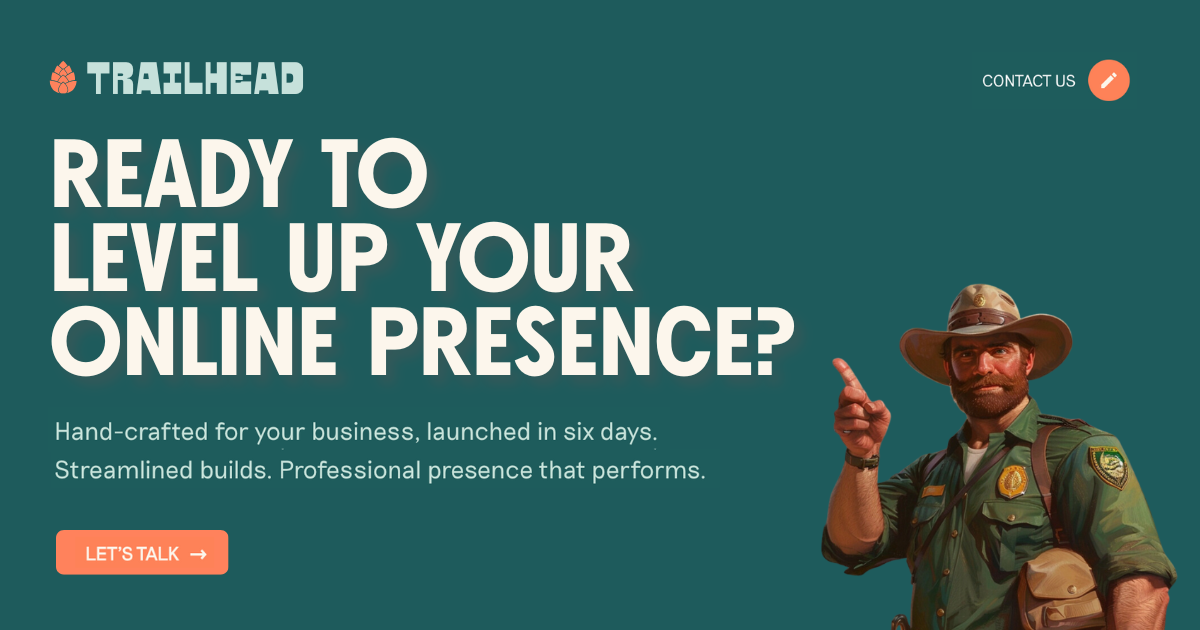 TRAILHEAD
CONTACT US
READY TO
LEVEL UP YOUR
ONLINE PRESENCE?
Hand-crafted for your business, launched in six days.
Streamlined builds. Professional presence that performs.
LET'S TALK →